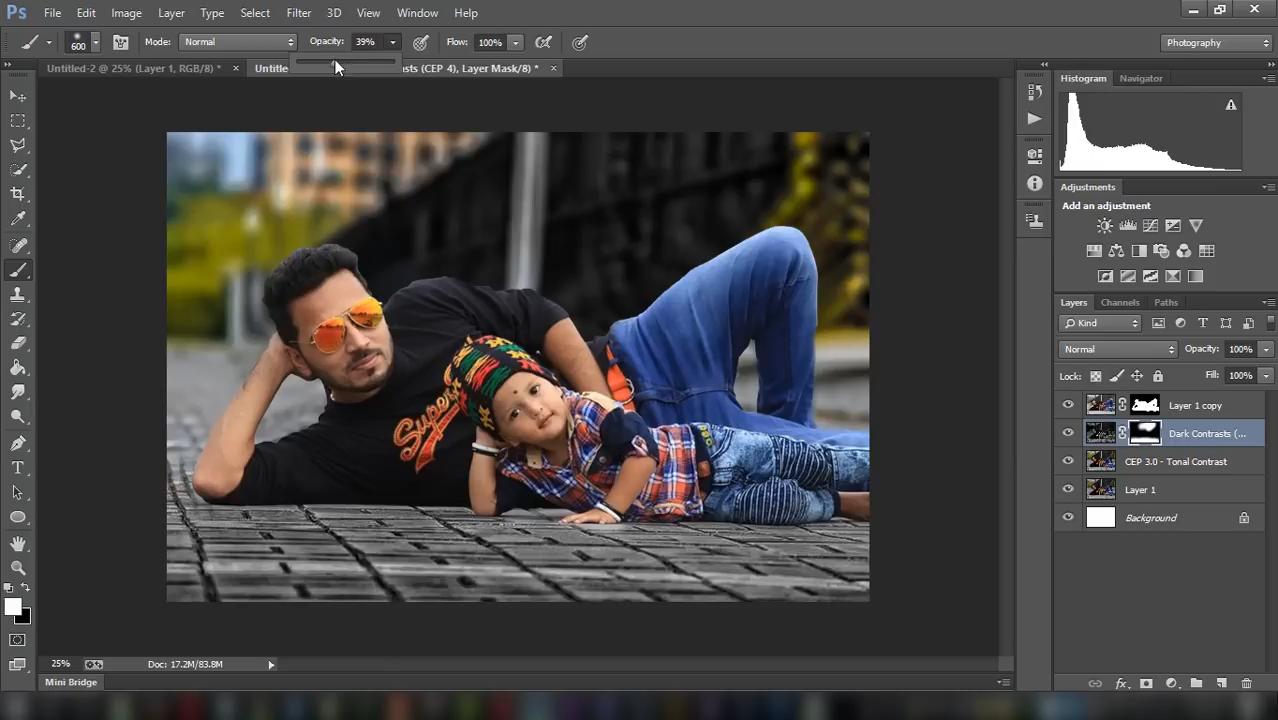 Ps File Edit Image Layer Type Select Filter 3D View Window Help
600 Mode: Normal Opacity: 39% Flow: 100% Photography
Untitled-2 @ 25% (Layer 1, RGB/8) * × Untitle sts (CEP 4), Layer Mask/8) * ×
Histogram Navigator
Adjustments
Add an adjustment
Layers Channels Paths
Kind
Normal Opacity: 100%
Lock: Fill: 100%
Layer 1 copy
Dark Contrasts (...
CEP 3.0 - Tonal Contrast
Layer 1
Background
Super
25% Doc: 17.2M/83.8M
Mini Bridge